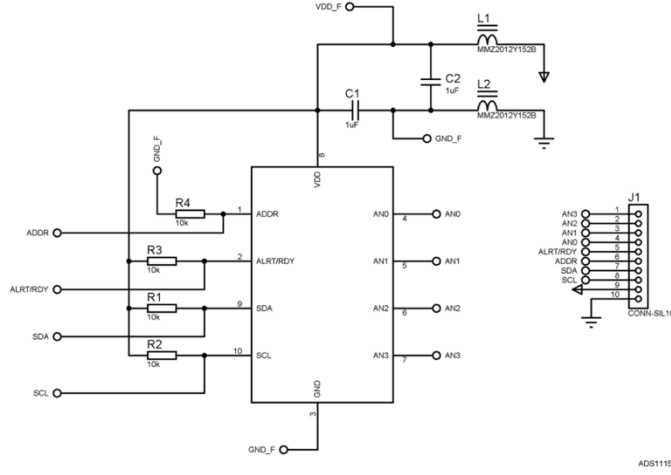 VDD_F
L1
MMZ2012Y152B
C2
1uF
L2
MMZ2012Y152B
C1
1uF
GND_F
GND_F
8
VDD
R4
10k
1
ADDR
AN0
4
AN0
ADDR
R3
10k
2
ALRT/RDY
AN1
5
AN1
ALRT/RDY
R1
10k
9
SDA
AN2
6
AN2
SDA
R2
10k
10
SCL
AN3
7
AN3
SCL
GND
3
GND_F
J1
AN3 1
AN2 2
AN1 3
AN0 4
ALRT/RDY 5
ADDR 6
SDA 7
SCL 8
9
10
CONN-SIL10
ADS1115